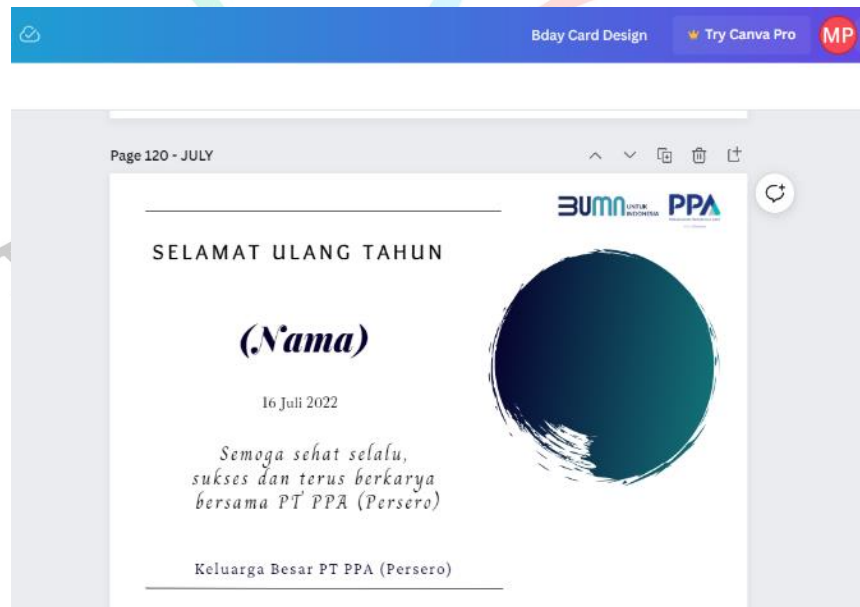 Bday Card Design
Try Canva Pro
MP
Page 120 - JULY
BUMN UNTUK INDONESIA
PPA
SELAMAT ULANG TAHUN
(Nama)
16 Juli 2022
Semoga sehat selalu,
sukses dan terus berkarya
bersama PT PPA (Persero)
Keluarga Besar PT PPA (Persero)